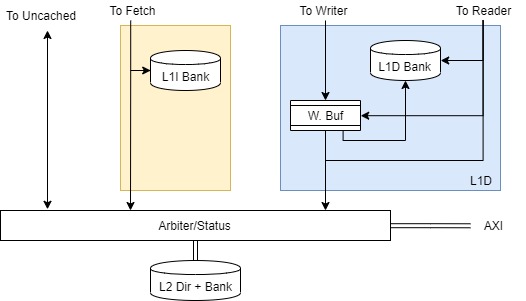 To Uncached
To Fetch
To Writer
To Reader
L1I Bank
L1D Bank
W. Buf
L1D
Arbiter/Status
AXI
L2 Dir + Bank